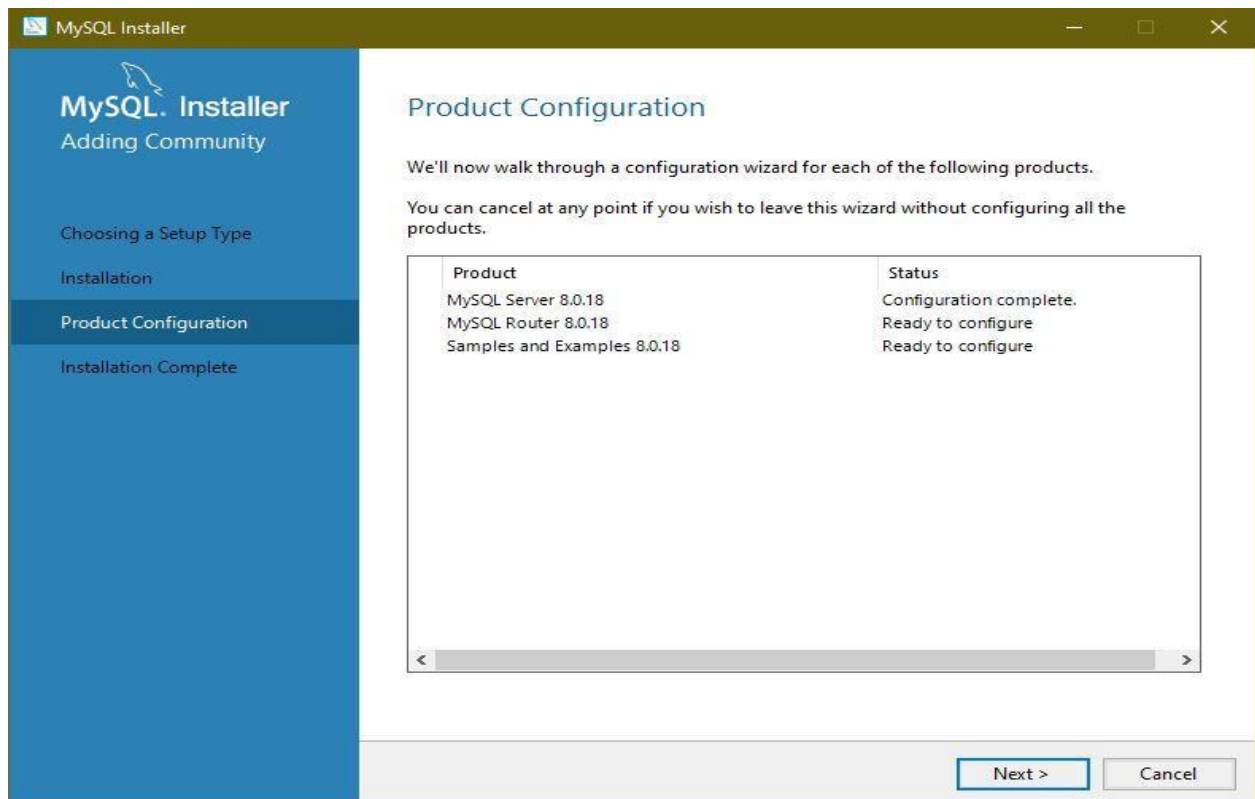 MySQL Installer
MySQL. Installer
Adding Community
Choosing a Setup Type
Installation
Product Configuration
Installation Complete
Product Configuration
We'll now walk through a configuration wizard for each of the following products.
You can cancel at any point if you wish to leave this wizard without configuring all the
products.
Product Status
MySQL Server 8.0.18 Configuration complete.
MySQL Router 8.0.18 Ready to configure
Samples and Examples 8.0.18 Ready to configure
Next > Cancel